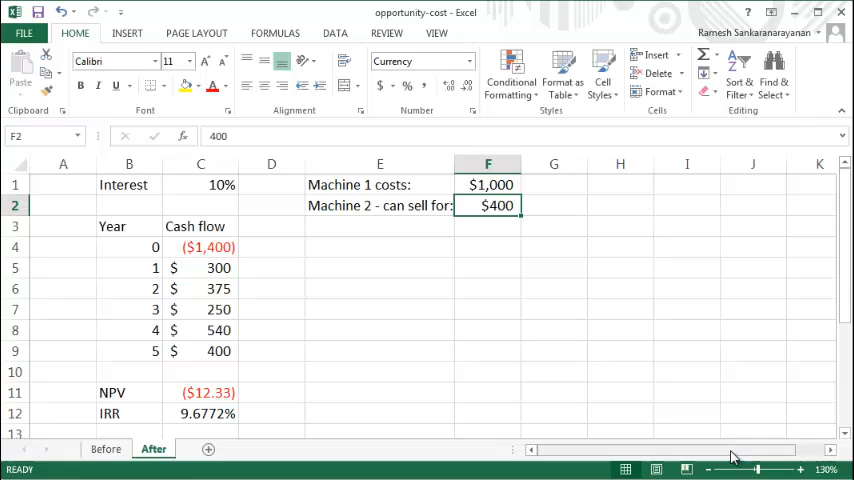 opportunity-cost - Excel
Ramesh Sankaranarayanan
FILE HOME INSERT PAGE LAYOUT FORMULAS DATA REVIEW VIEW
Calibri 11 Currency
Paste
B I U A
$ % ,
Conditional Formatting
Format as Table
Cell Styles
Insert
Delete
Format
Sort & Filter
Find & Select
Clipboard Font Alignment Number Styles Cells Editing
F2 fx 400
A B C D E F G H I J K
1 Interest 10% Machine 1 costs: $1,000
2 Machine 2 - can sell for: $400
3 Year Cash flow
4 0 ($1,400)
5 1 $ 300
6 2 $ 375
7 3 $ 250
8 4 $ 540
9 5 $ 400
10
11 NPV ($12.33)
12 IRR 9.6772%
13
Before After
READY 130%